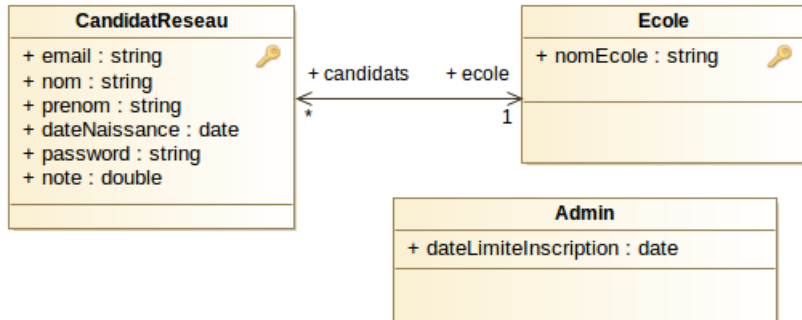 CandidatReseau
+ email : string
+ nom : string
+ prenom : string
+ dateNaissance : date
+ password : string
+ note : double
+ candidats
*
+ ecole
1
Ecole
+ nomEcole : string
Admin
+ dateLimiteInscription : date